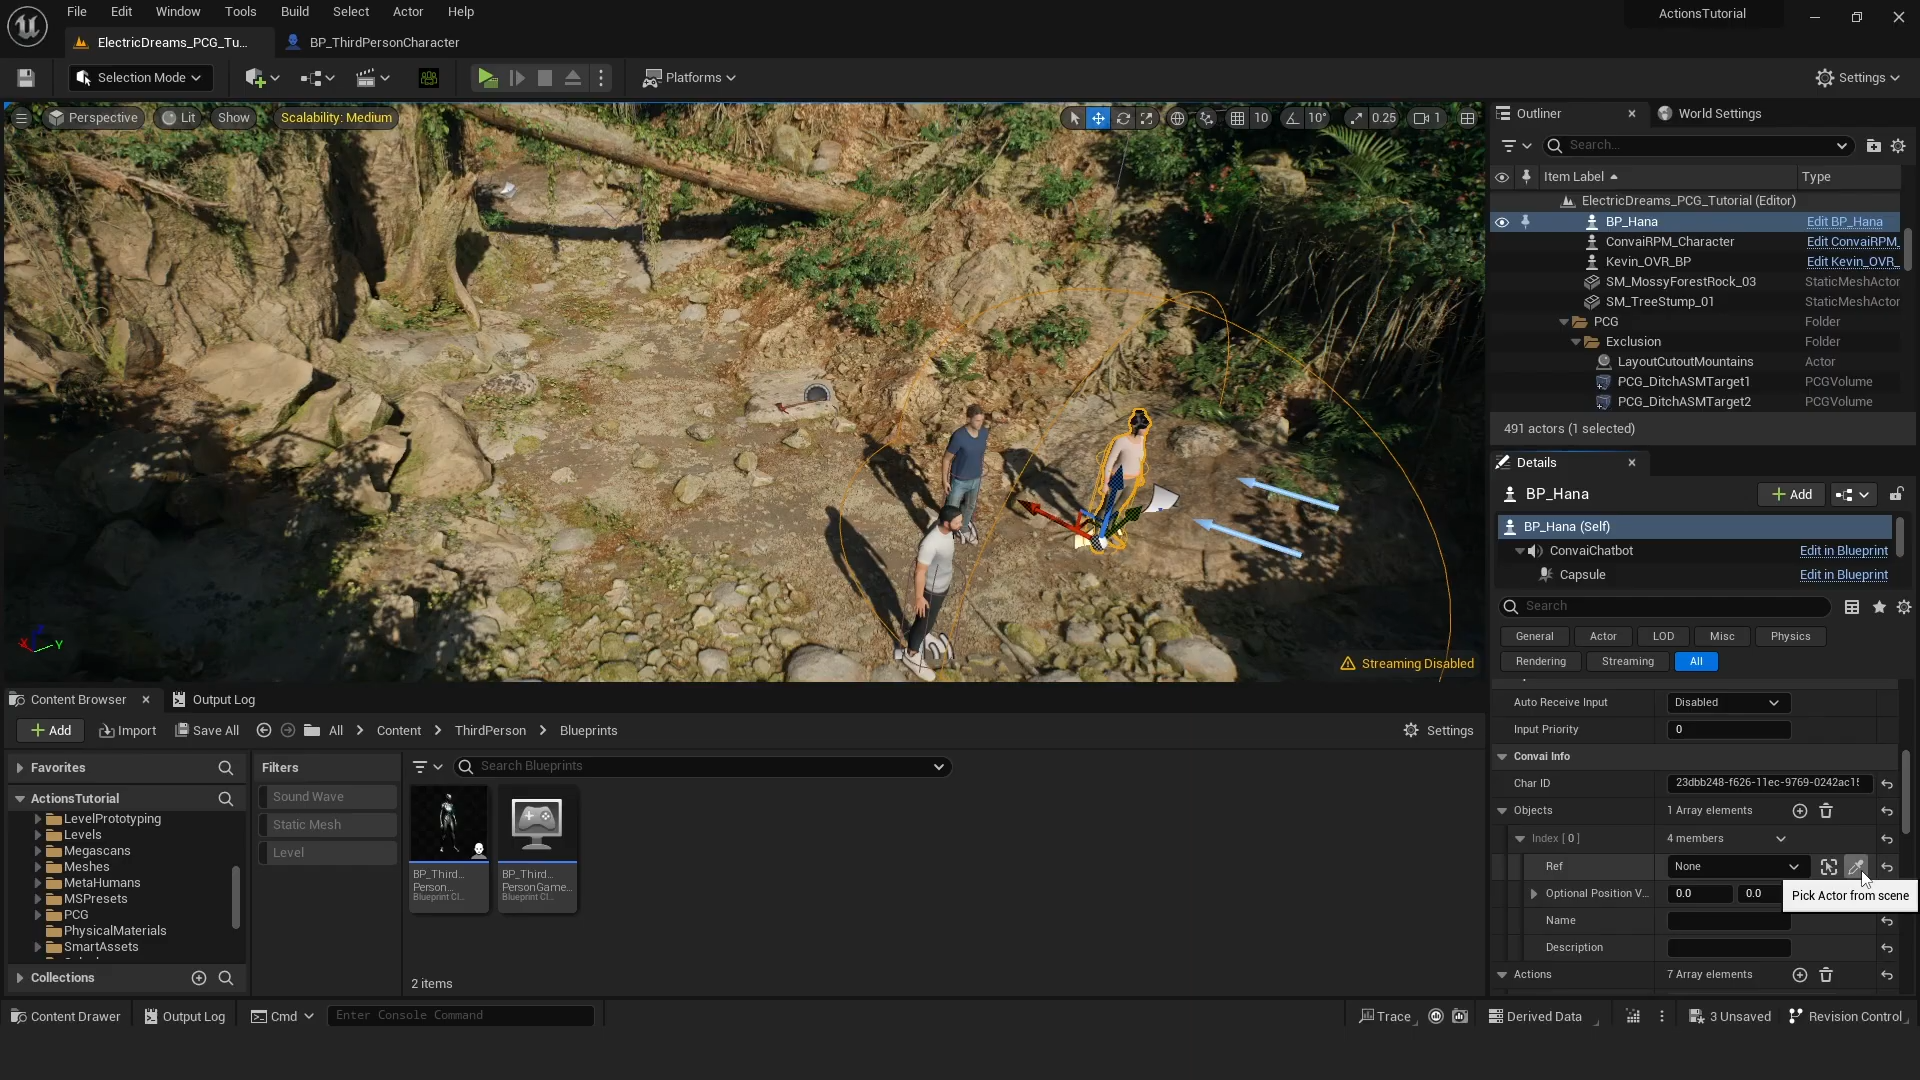 File Edit Window Tools Build Select Actor Help
ActionsTutorial
ElectricDreams_PCG_Tu...
BP_ThirdPersonCharacter
Selection Mode
Platforms
Settings
Perspective
Lit
Show
Scalability: Medium
10
10°
0.25
1
Streaming Disabled
Outliner
World Settings
Search...
Item Label
Type
ElectricDreams_PCG_Tutorial (Editor)
BP_Hana Edit BP_Hana
ConvaiRPM_Character Edit ConvaiRPM_
Kevin_OVR_BP Edit Kevin_OVR_
SM_MossyForestRock_03 StaticMeshActor
SM_TreeStump_01 StaticMeshActor
PCG Folder
Exclusion Folder
LayoutCutoutMountains Actor
PCG_DitchASMTarget1 PCGVolume
PCG_DitchASMTarget2 PCGVolume
491 actors (1 selected)
Details
BP_Hana
Add
BP_Hana (Self)
ConvaiChatbot Edit in Blueprint
Capsule Edit in Blueprint
Search
General Actor LOD Misc Physics
Rendering Streaming All
Auto Receive Input Disabled
Input Priority 0
Convai Info
Char ID 23dbb248-f626-11ec-9769-0242ac1
Objects 1 Array elements
Index [ 0 ] 4 members
Ref None
Optional Position V... 0.0 0.0
Pick Actor from scene
Name
Description
Actions 7 Array elements
Content Browser
Output Log
Add Import Save All
All Content ThirdPerson Blueprints
Settings
Favorites
ActionsTutorial
LevelPrototyping
Levels
Megascans
Meshes
MetaHumans
MSPresets
PCG
PhysicalMaterials
SmartAssets
Collections
Filters
Sound Wave
Static Mesh
Level
Search Blueprints
BP_Third...
Person...
Blueprint Cl...
BP_Third...
PersonGame...
Blueprint Cl...
2 items
Content Drawer Output Log Cmd Enter Console Command
Trace Derived Data 3 Unsaved Revision Control